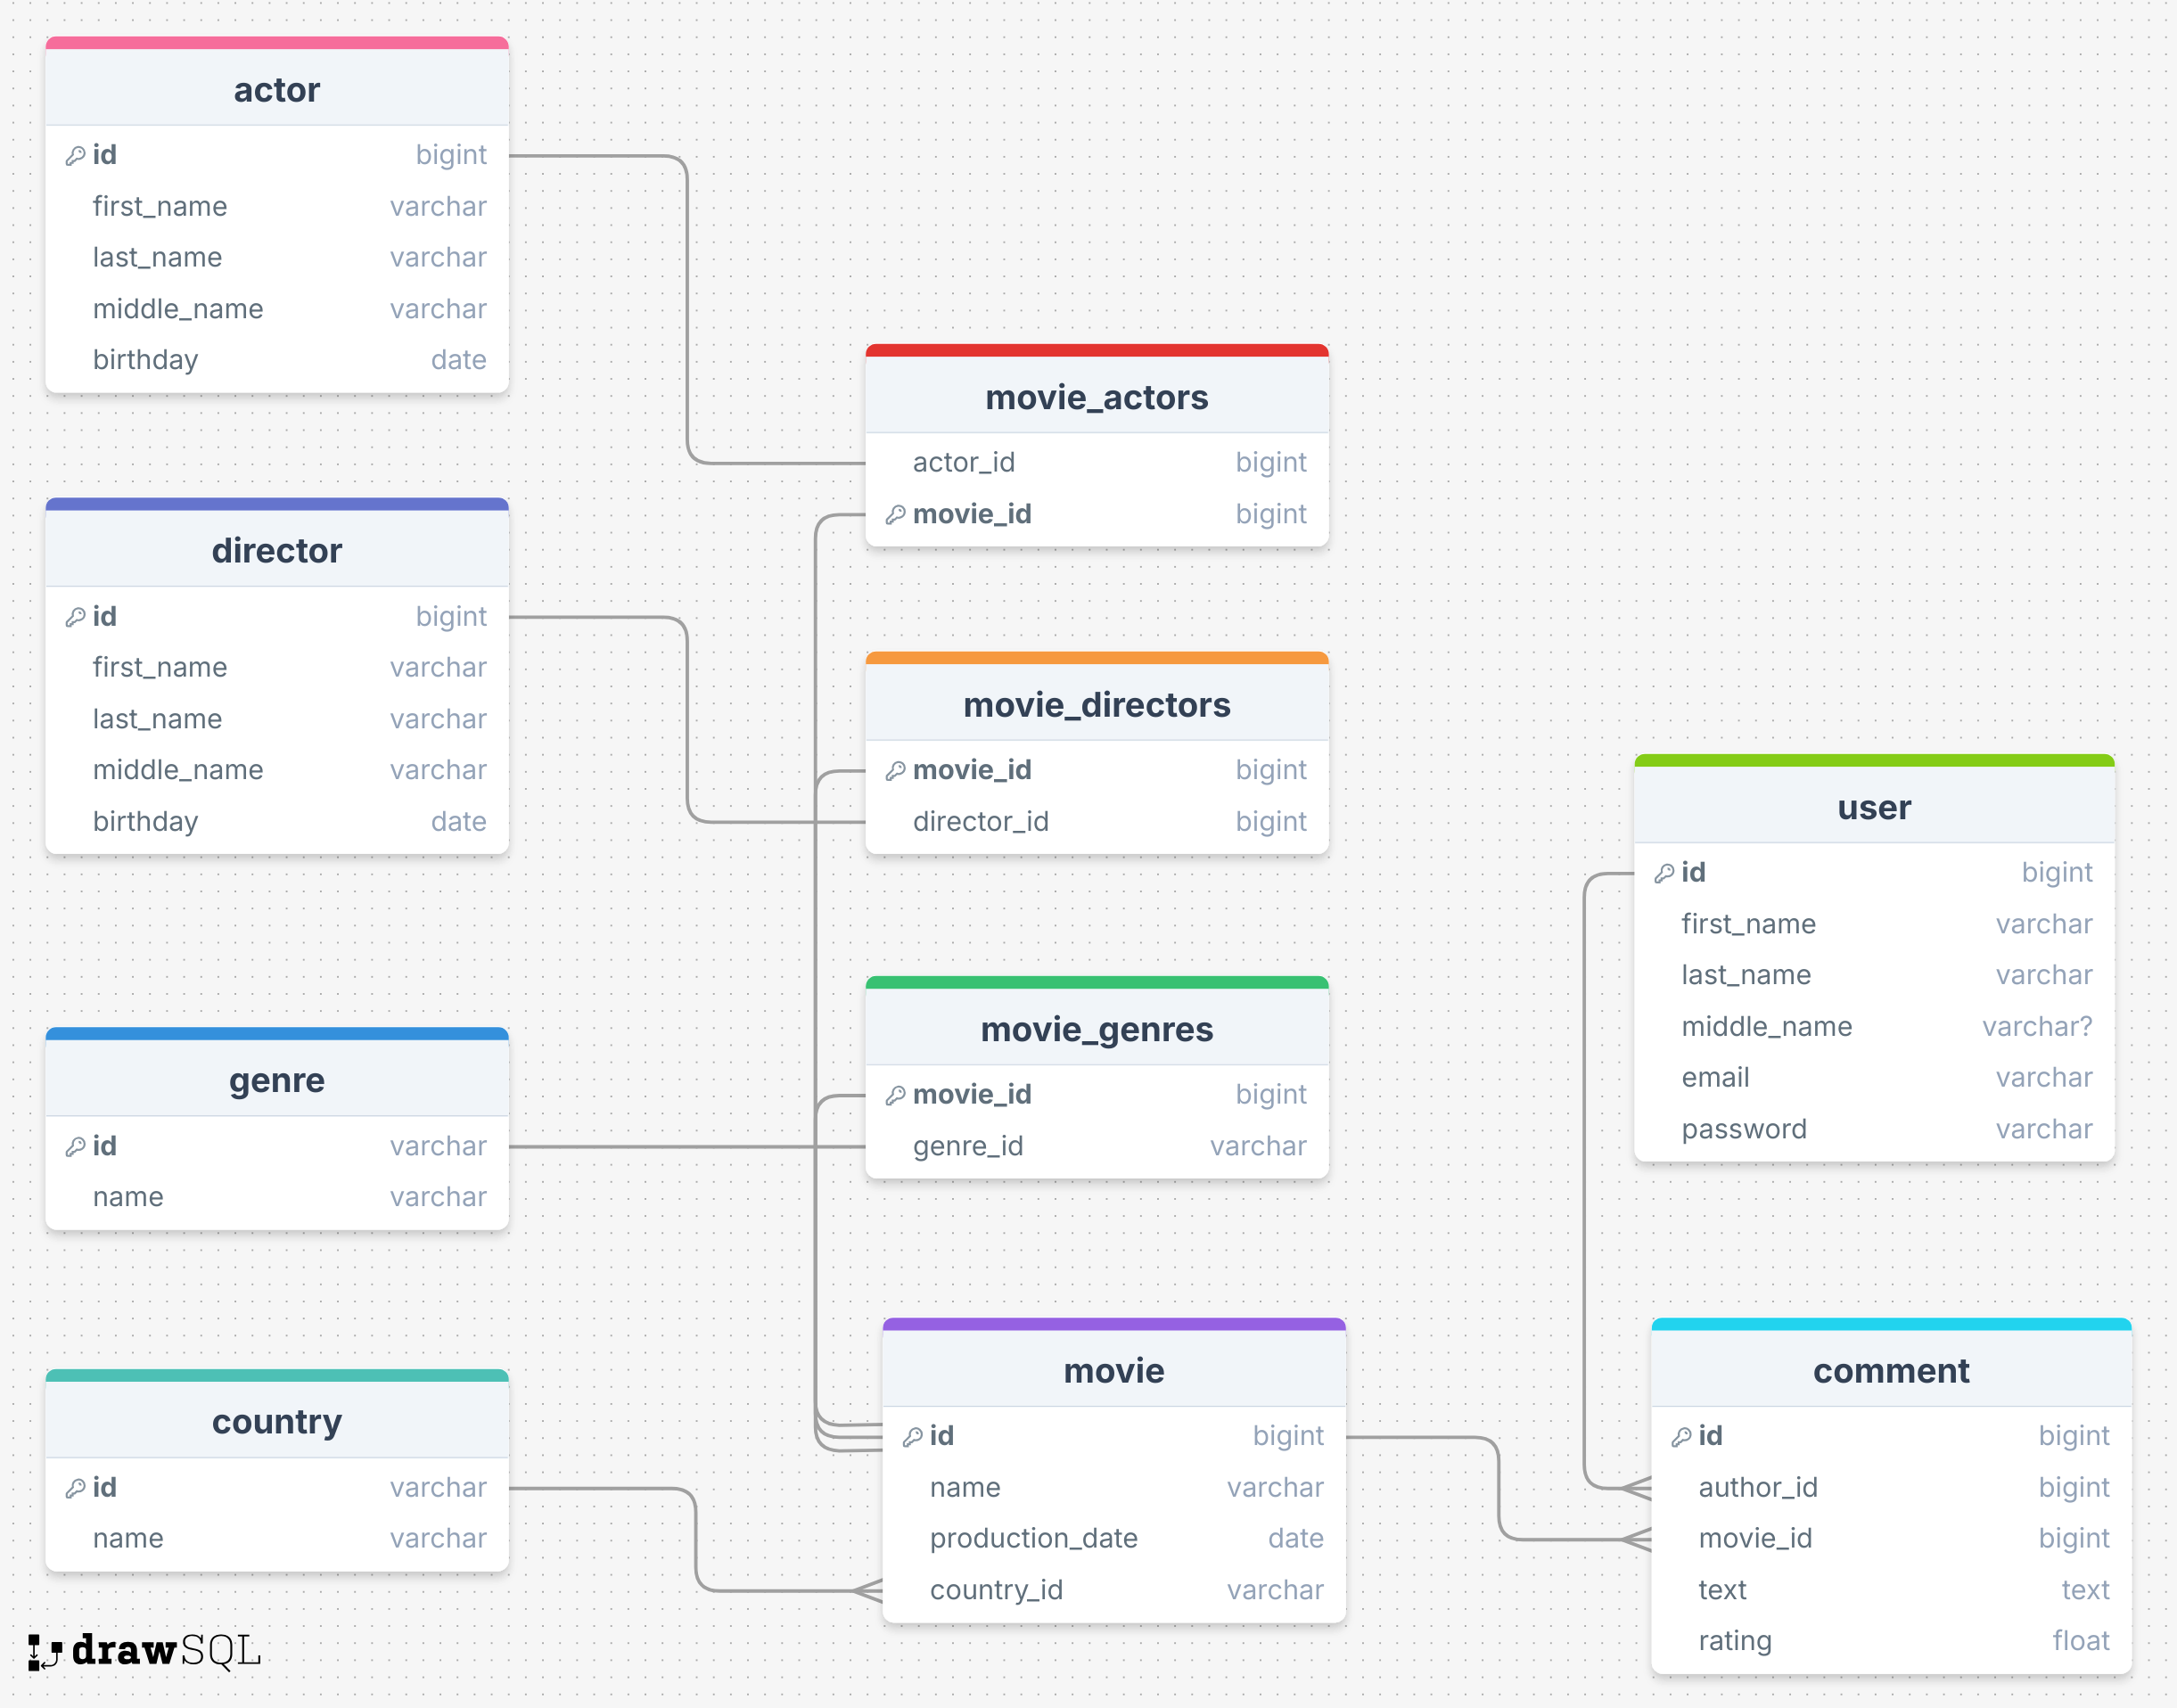 actor
id bigint
first_name varchar
last_name varchar
middle_name varchar
birthday date
director
id bigint
first_name varchar
last_name varchar
middle_name varchar
birthday date
genre
id varchar
name varchar
country
id varchar
name varchar
movie_actors
actor_id bigint
movie_id bigint
movie_directors
movie_id bigint
director_id bigint
movie_genres
movie_id bigint
genre_id varchar
movie
id bigint
name varchar
production_date date
country_id varchar
user
id bigint
first_name varchar
last_name varchar
middle_name varchar?
email varchar
password varchar
comment
id bigint
author_id bigint
movie_id bigint
text text
rating float
drawSQL